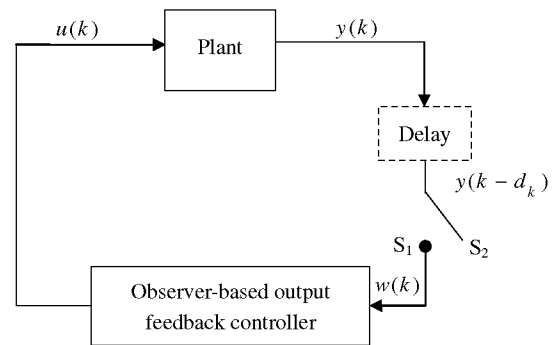 u(k)
Plant
y(k)
Delay
y(k − d_k)
S₁
S₂
w(k)
Observer-based output
feedback controller